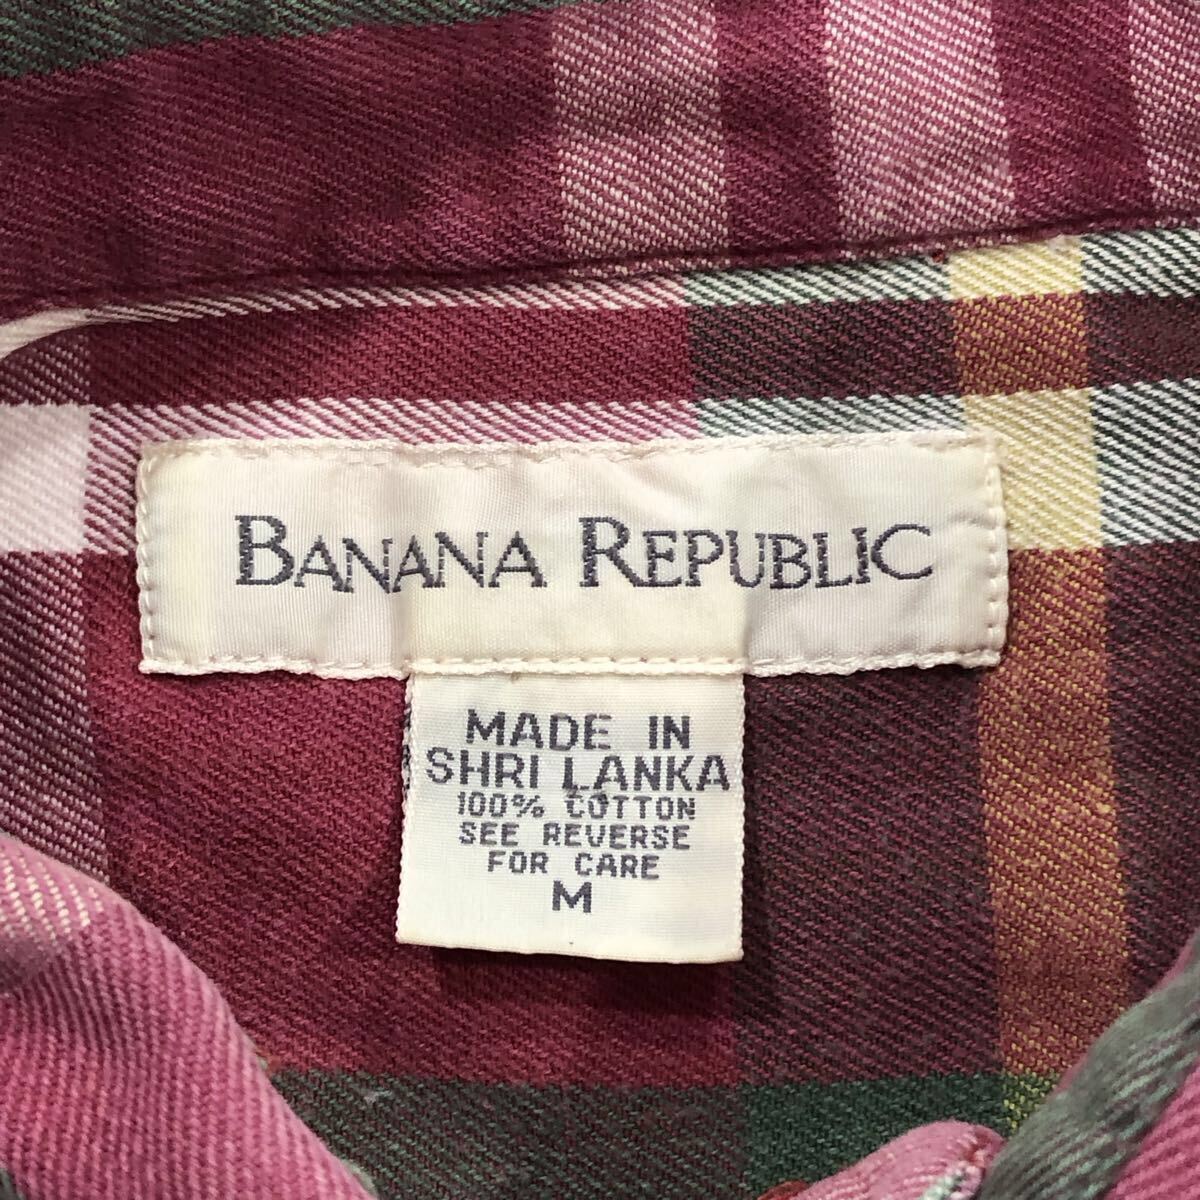 BANANA REPUBLIC
MADE IN
SHRI LANKA
100% COTTON
SEE REVERSE
FOR CARE
M